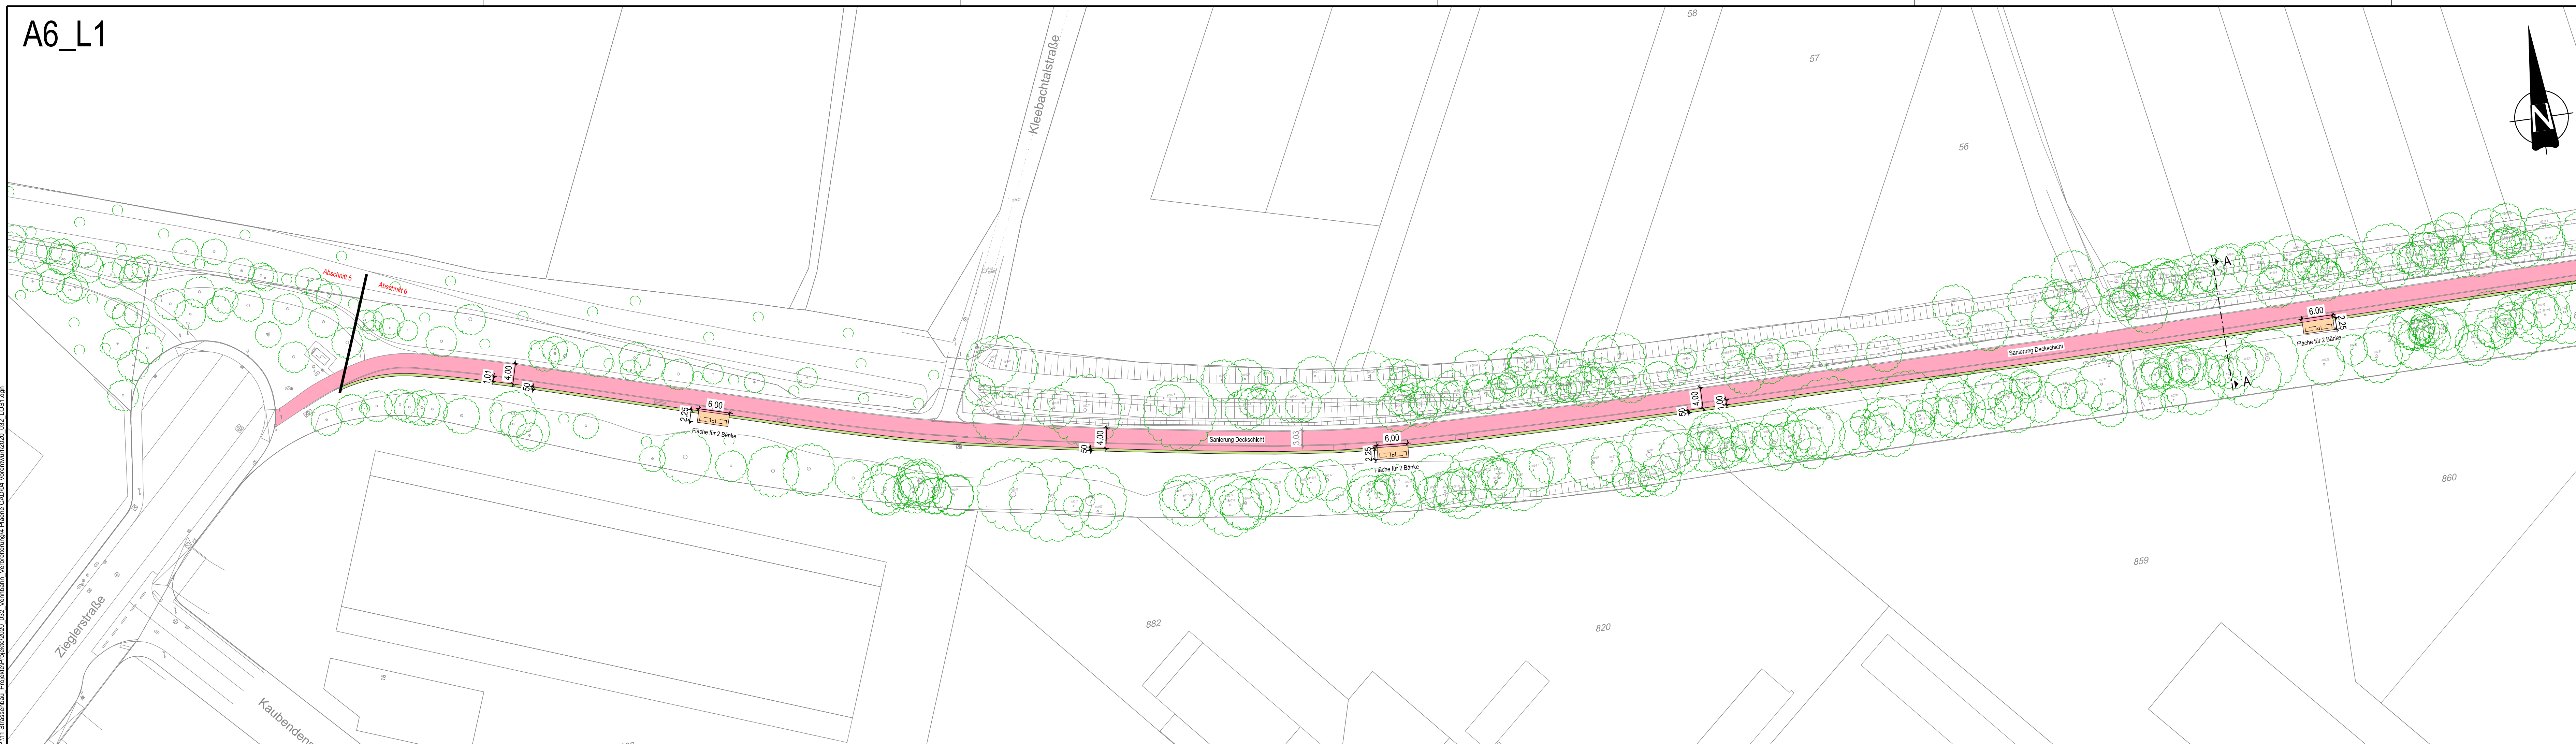 A6_L1
58
57
56
N
Kleebachtalstraße
Abschnitt 5
Abschnitt 6
A
A
6,00
2,25
Fläche für 2 Bänke
Sanierung Deckschicht
1,01
4,00
50
2,25
6,00
Fläche für 2 Bänke
50
4,00
Sanierung Deckschicht
3,03
6,00
2,25
Fläche für 2 Bänke
50
4,00
1,00
860
859
820
882
Zieglerstraße